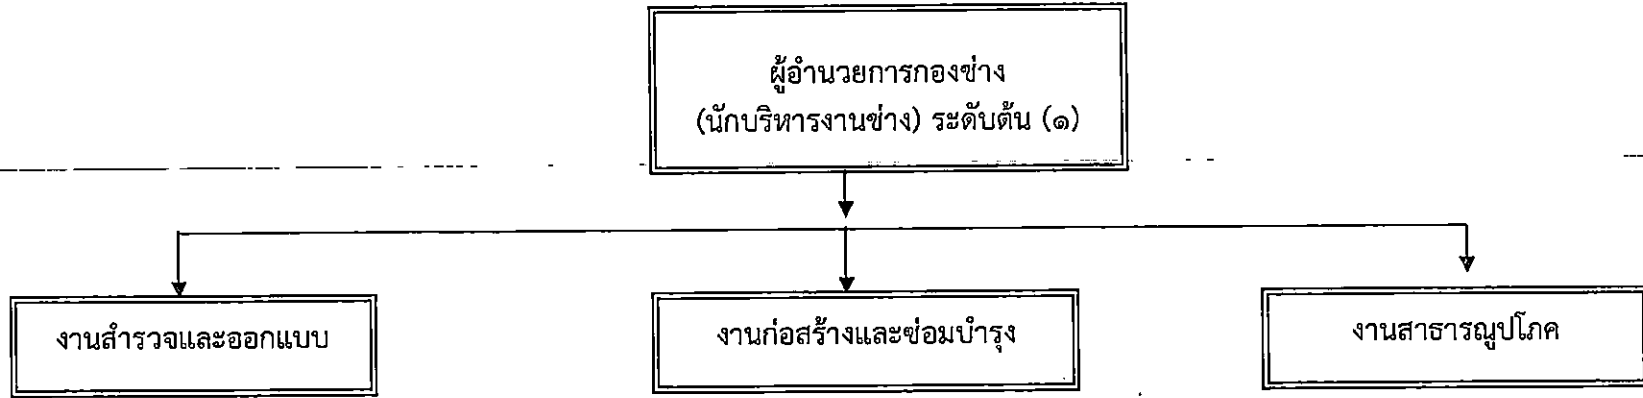 ผู้อำนวยการกองช่าง
(นักบริหารงานช่าง) ระดับต้น (๑)
งานสำรวจและออกแบบ
งานก่อสร้างและซ่อมบำรุง
งานสาธารณูปโภค